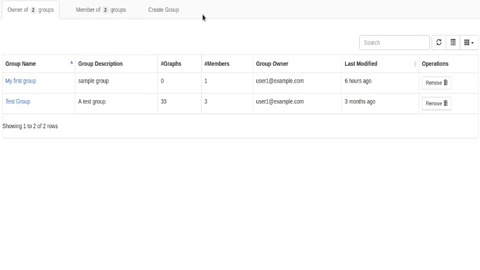 Owner of 2 groups Member of 2 groups Create Group
Search
Group Name Group Description #Graphs #Members Group Owner Last Modified Operations
My first group sample group 0 1 user1@example.com 6 hours ago Remove
Test Group A test group. 33 3 user1@example.com 3 months ago Remove
Showing 1 to 2 of 2 rows